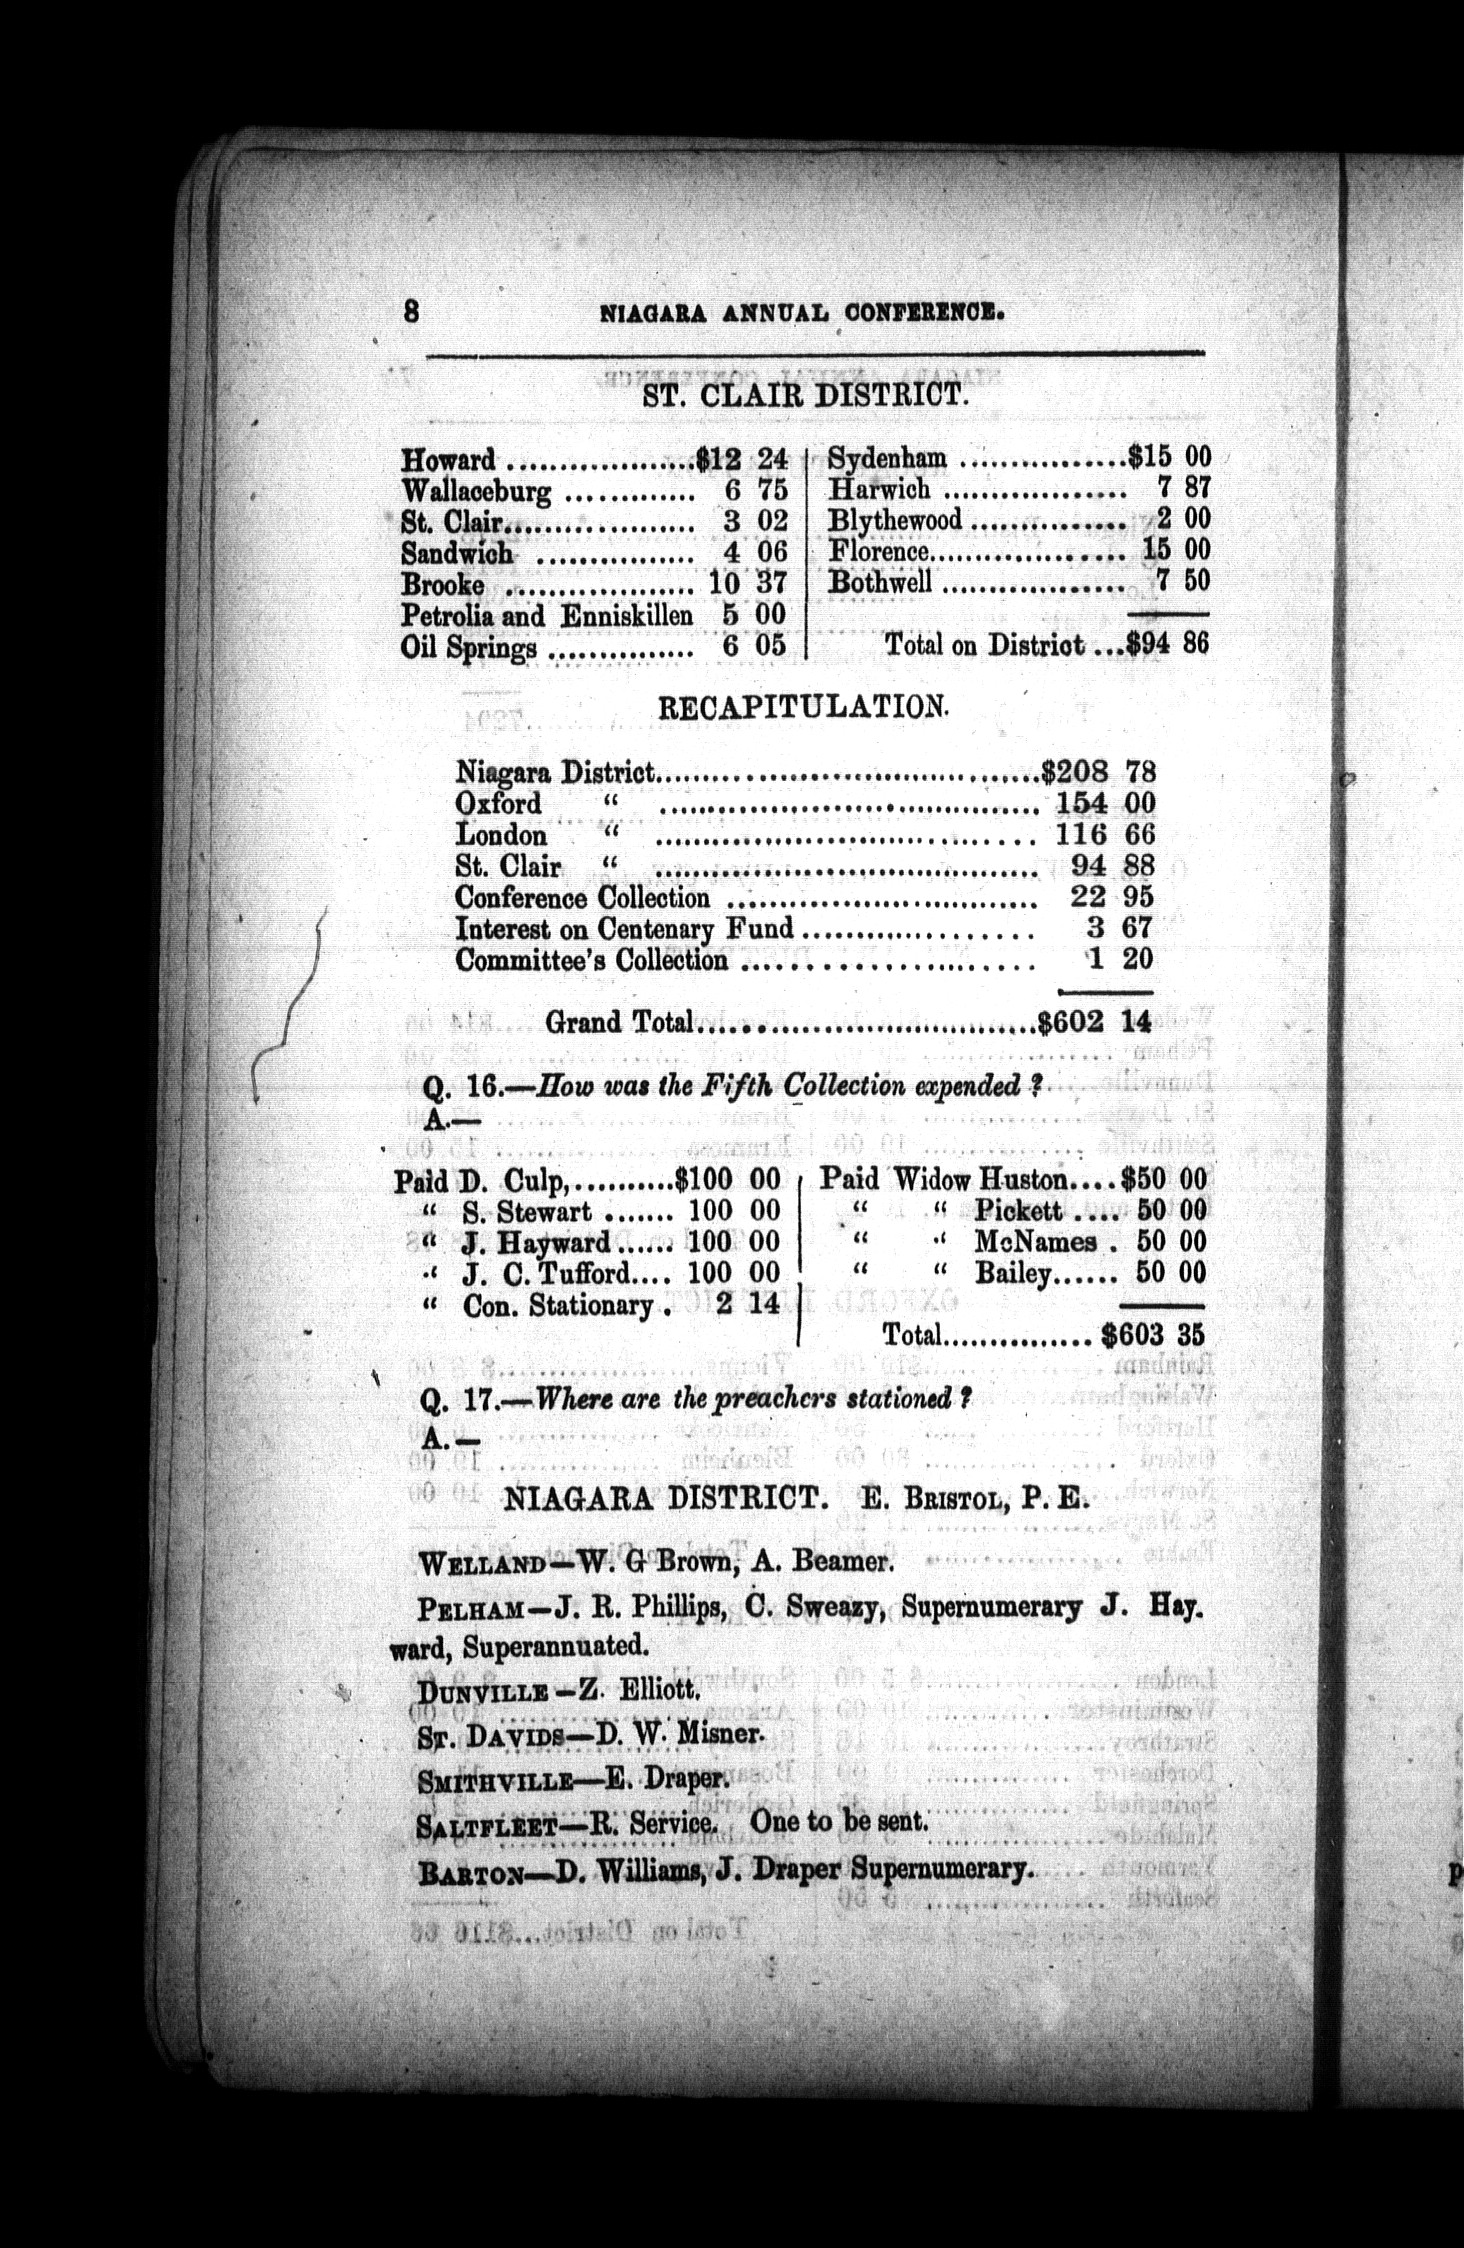 8 NIAGARA ANNUAL CONFERENCE.
ST. CLAIR DISTRICT.
Howard ...................$12 24
Wallaceburg ............. 6 75
St. Clair................... 3 02
Sandwich ................ 4 06
Brooke ................... 10 37
Petrolia and Enniskillen 5 00
Oil Springs ............... 6 05
Sydenham ................$15 00
Harwich .................. 7 87
Blythewood ............... 2 00
Florence.................... 15 00
Bothwell .................. 7 50
Total on District ...$94 86
RECAPITULATION.
Niagara District.......................................$208 78
Oxford “ ....................................... 154 00
London “ ....................................... 116 66
St. Clair “ ....................................... 94 88
Conference Collection ............................... 22 95
Interest on Centenary Fund .................... 3 67
Committee's Collection ......................... 1 20
Grand Total..................................$602 14
Q. 16.—How was the Fifth Collection expended ?
A.—
Paid D. Culp,...........$100 00
“ S. Stewart ....... 100 00
“ J. Hayward ...... 100 00
“ J. C. Tufford.... 100 00
“ Con. Stationary . 2 14
Paid Widow Huston....$50 00
“ “ Pickett .... 50 00
“ “ McNames . 50 00
“ “ Bailey...... 50 00
Total............... $603 35
Q. 17.—Where are the preachers stationed ?
A.—
NIAGARA DISTRICT. E. BRISTOL, P. E.
WELLAND—W. G Brown, A. Beamer.
PELHAM—J. R. Phillips, C. Sweazy, Supernumerary J. Hay.
ward, Superannuated.
DUNVILLE—Z. Elliott.
ST. DAVIDS—D. W. Misner.
SMITHVILLE—E. Draper.
SALTFLEET—R. Service. One to be sent.
BARTON—D. Williams, J. Draper Supernumerary.